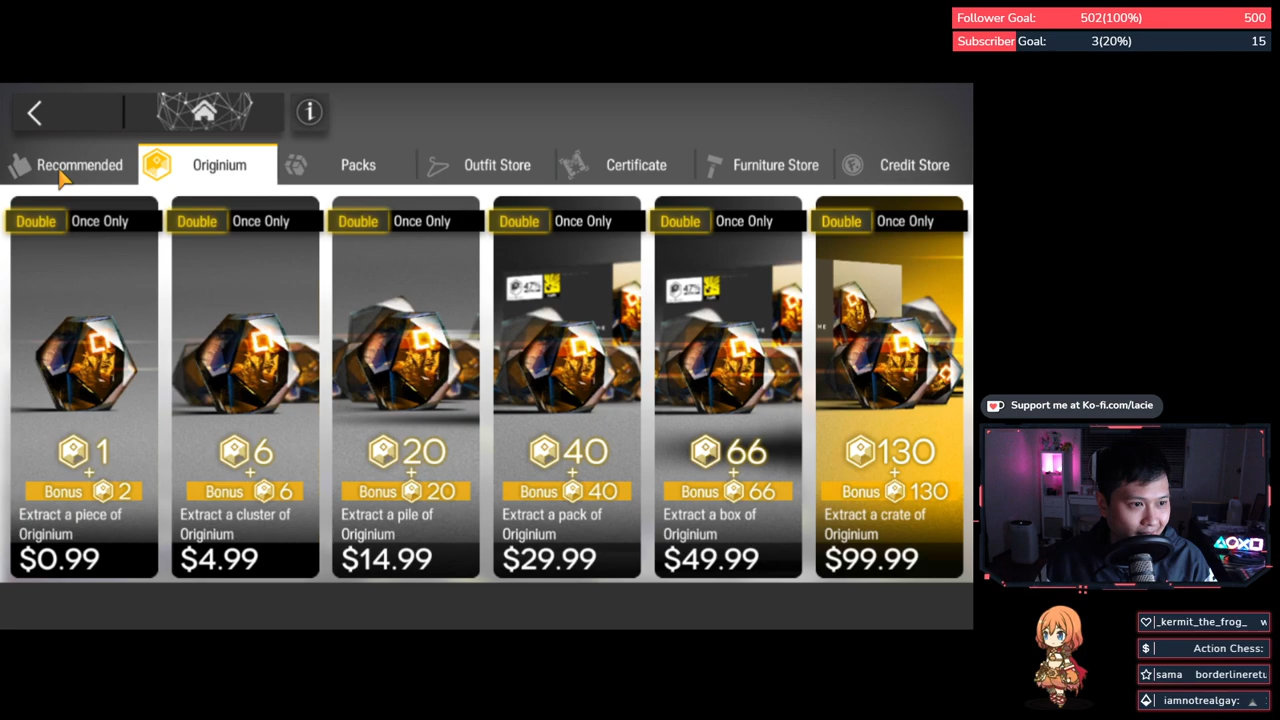 Follower Goal: 502(100%) 500
Subscriber Goal: 3(20%) 15
Recommended
Originium
Packs
Outfit Store
Certificate
Furniture Store
Credit Store
Double Once Only
1
+
Bonus 2
Extract a piece of
Originium
$0.99
Double Once Only
6
+
Bonus 6
Extract a cluster of
Originium
$4.99
Double Once Only
20
+
Bonus 20
Extract a pile of
Originium
$14.99
Double Once Only
40
+
Bonus 40
Extract a pack of
Originium
$29.99
Double Once Only
66
+
Bonus 66
Extract a box of
Originium
$49.99
Double Once Only
130
+
Bonus 130
Extract a crate of
Originium
$99.99
Support me at Ko-fi.com/lacie
_kermit_the_frog_
Action Chess:
sama borderlineretu
iamnotrealgay: